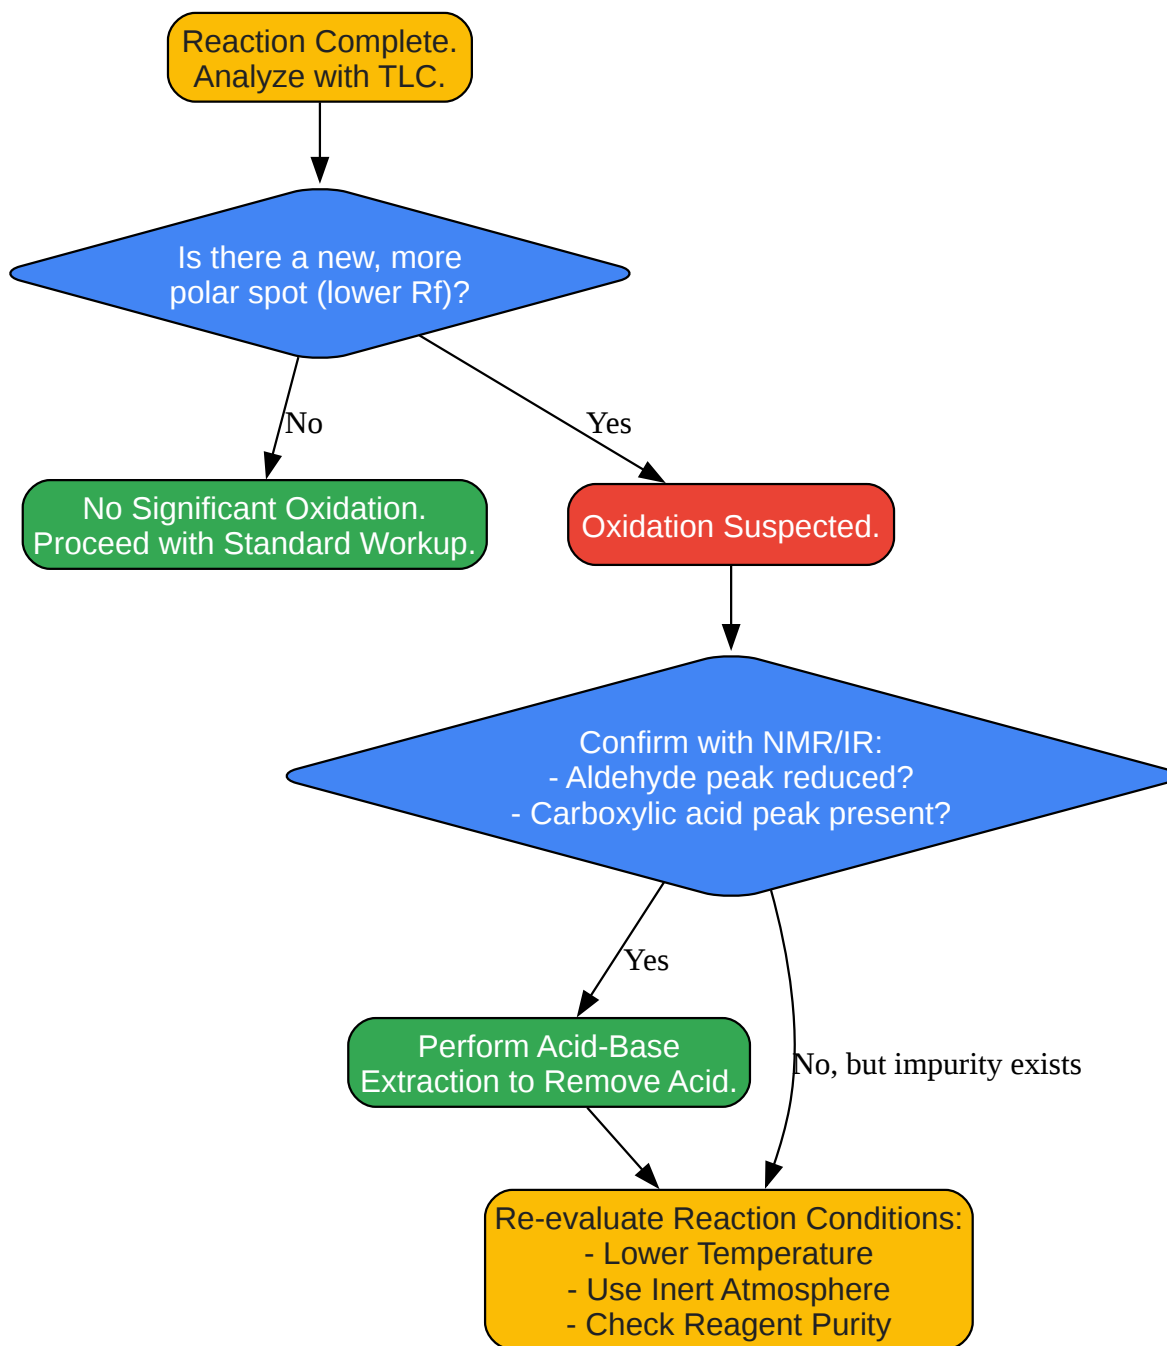 Reaction Complete.
Analyze with TLC.
Is there a new, more
polar spot (lower Rf)?
No
Yes
No Significant Oxidation.
Proceed with Standard Workup.
Oxidation Suspected.
Confirm with NMR/IR:
- Aldehyde peak reduced?
- Carboxylic acid peak present?
Yes
No, but impurity exists
Perform Acid-Base
Extraction to Remove Acid.
Re-evaluate Reaction Conditions:
- Lower Temperature
- Use Inert Atmosphere
- Check Reagent Purity